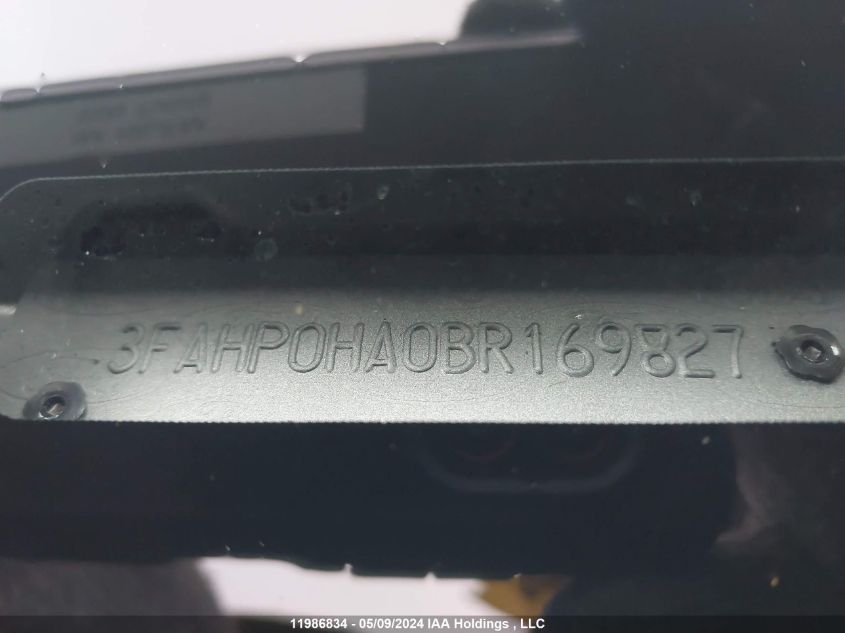 3FAHP0HA0BR169827
11986834 - 05/09/2024 IAA Holdings , LLC